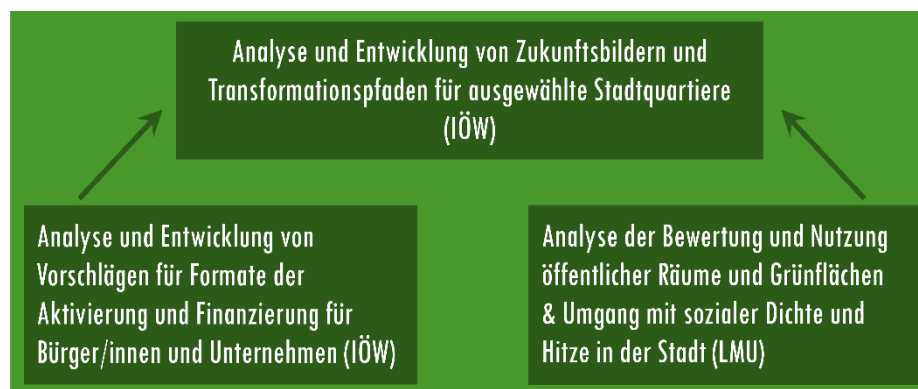 Analyse und Entwicklung von Zukunftsbildern und
Transformationspfaden für ausgewählte Stadtquartiere
(IÖW)
Analyse und Entwicklung von
Vorschlägen für Formate der
Aktivierung und Finanzierung für
Bürger/innen und Unternehmen (IÖW)
Analyse der Bewertung und Nutzung
öffentlicher Räume und Grünflächen
& Umgang mit sozialer Dichte und
Hitze in der Stadt (LMU)